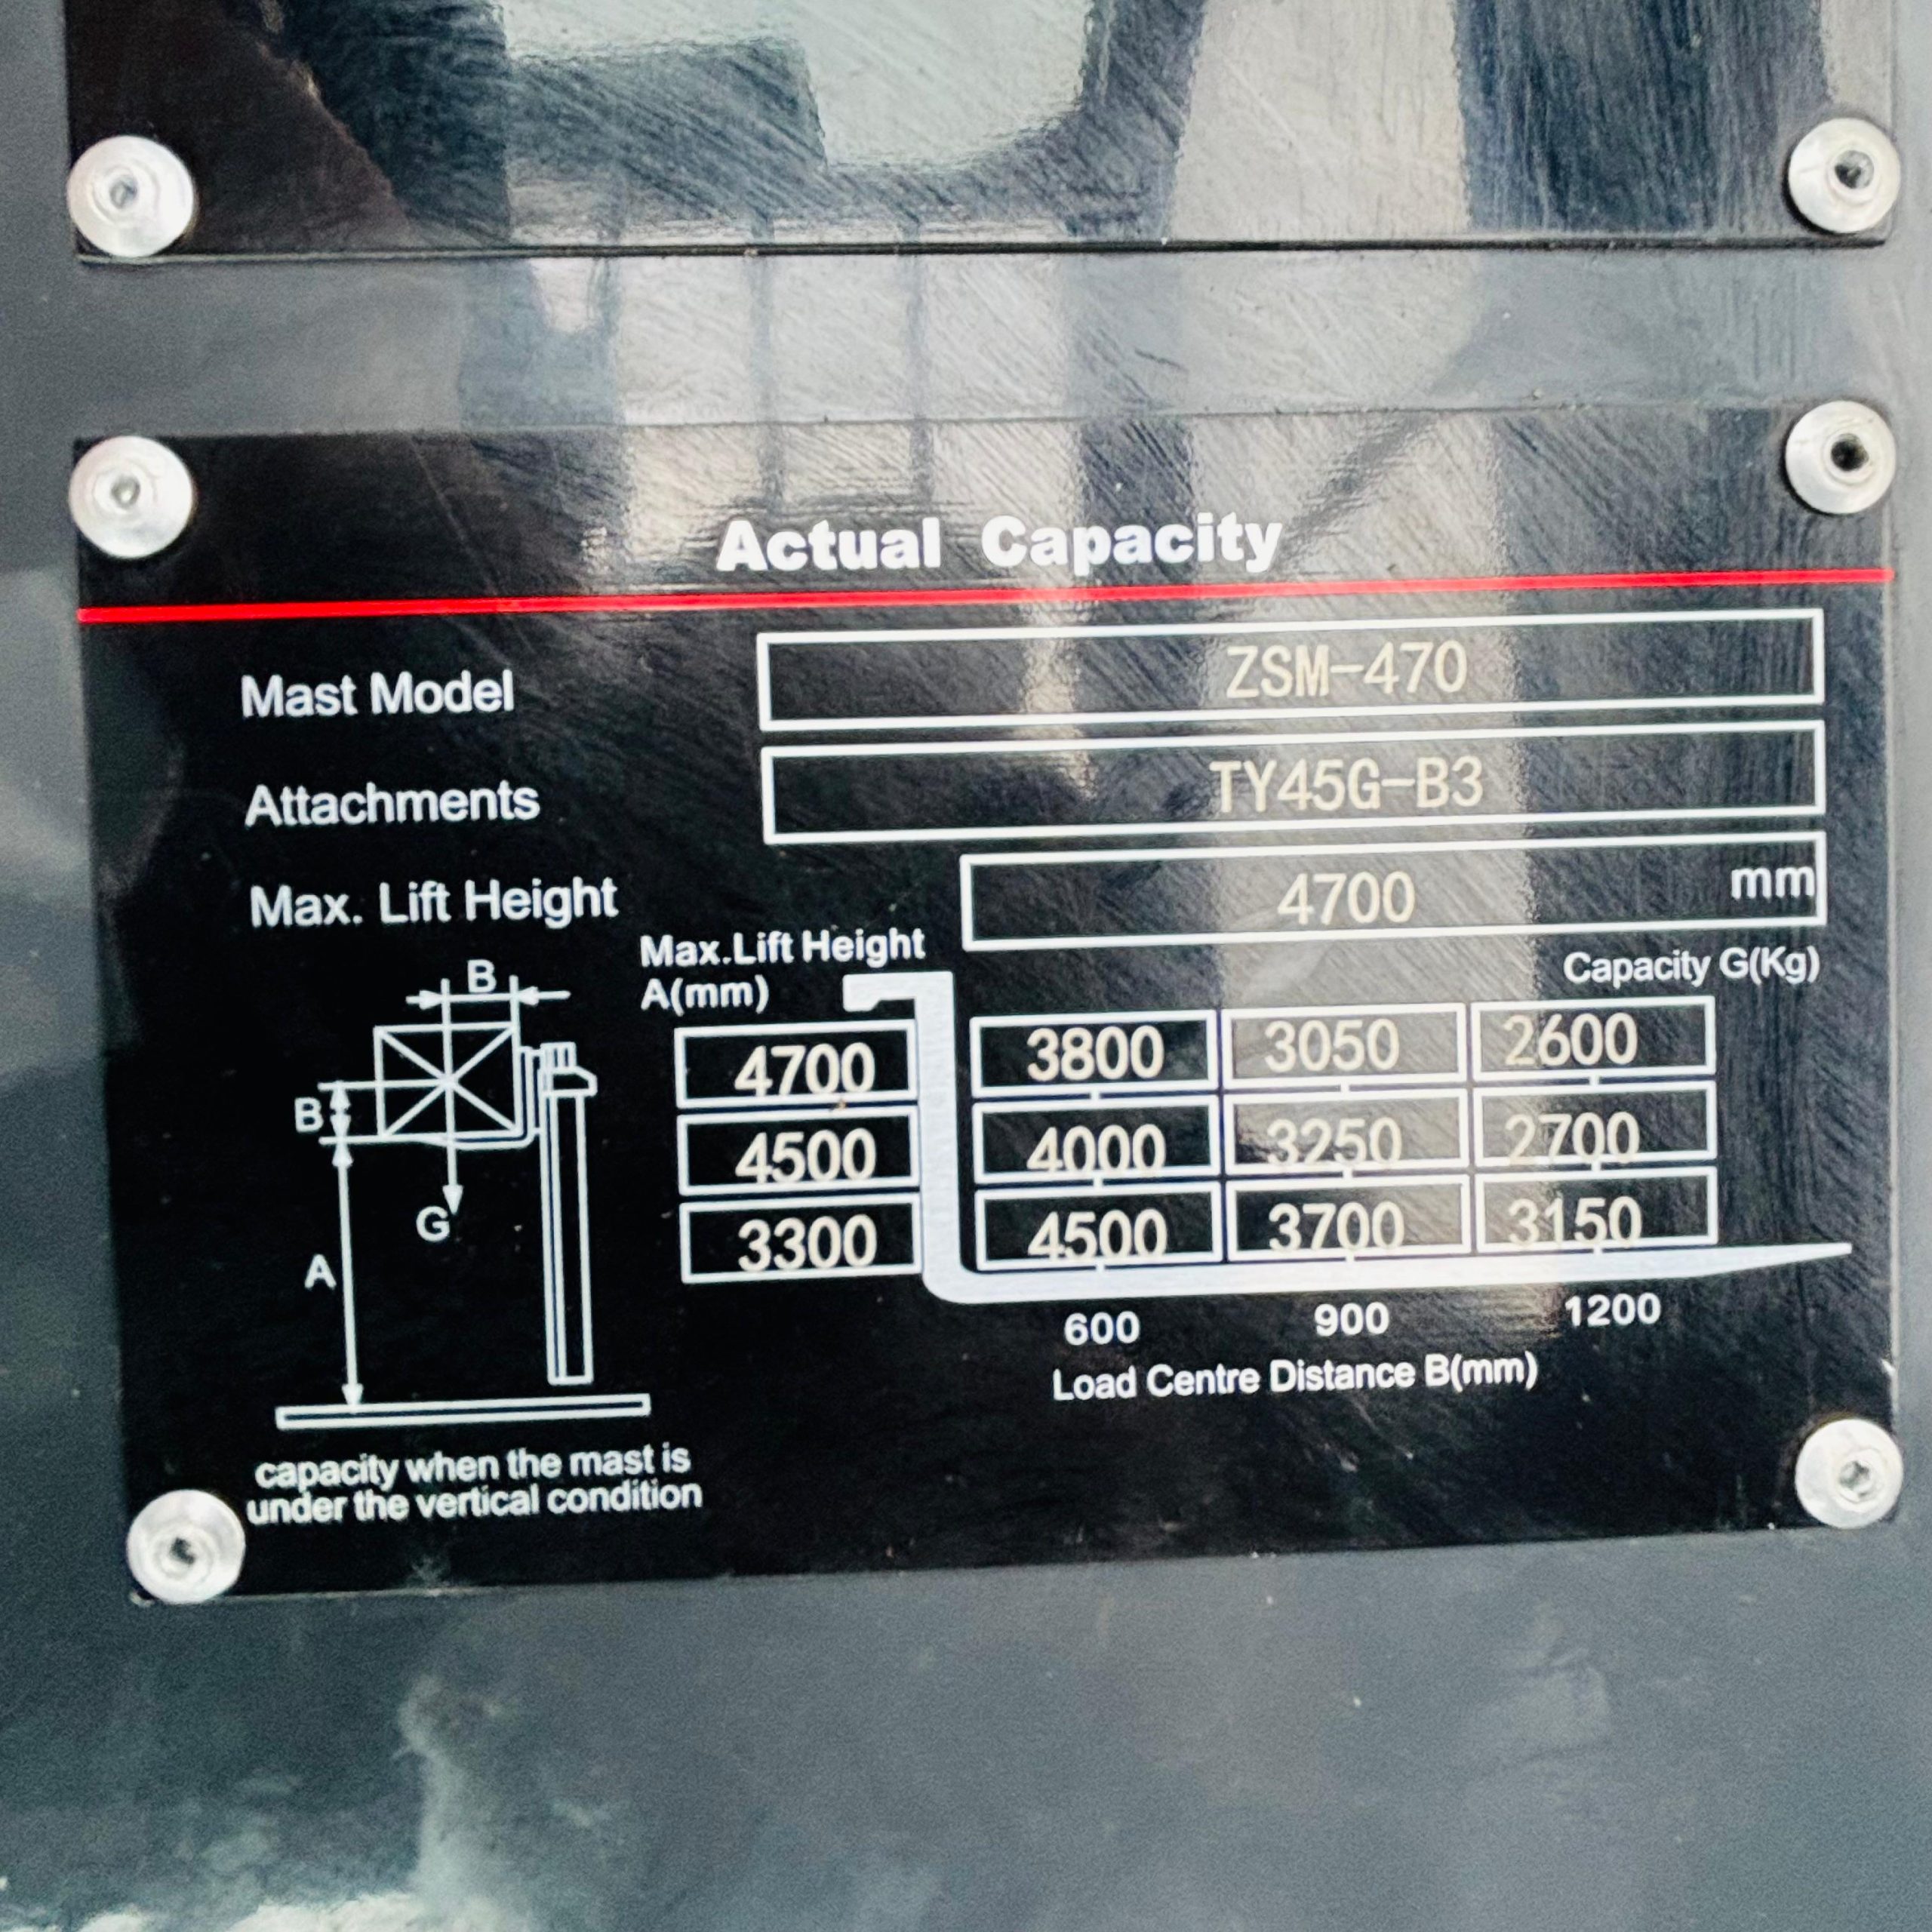 Actual Capacity
Mast Model ZSM-470
Attachments TY45G-B3
Max. Lift Height 4700 mm
Max.Lift Height
A(mm)
Capacity G(Kg)
4700 3800 3050 2600
4500 4000 3250 2700
3300 4500 3700 3150
600 900 1200
Load Centre Distance B(mm)
B
B
G
A
capacity when the mast is
under the vertical condition